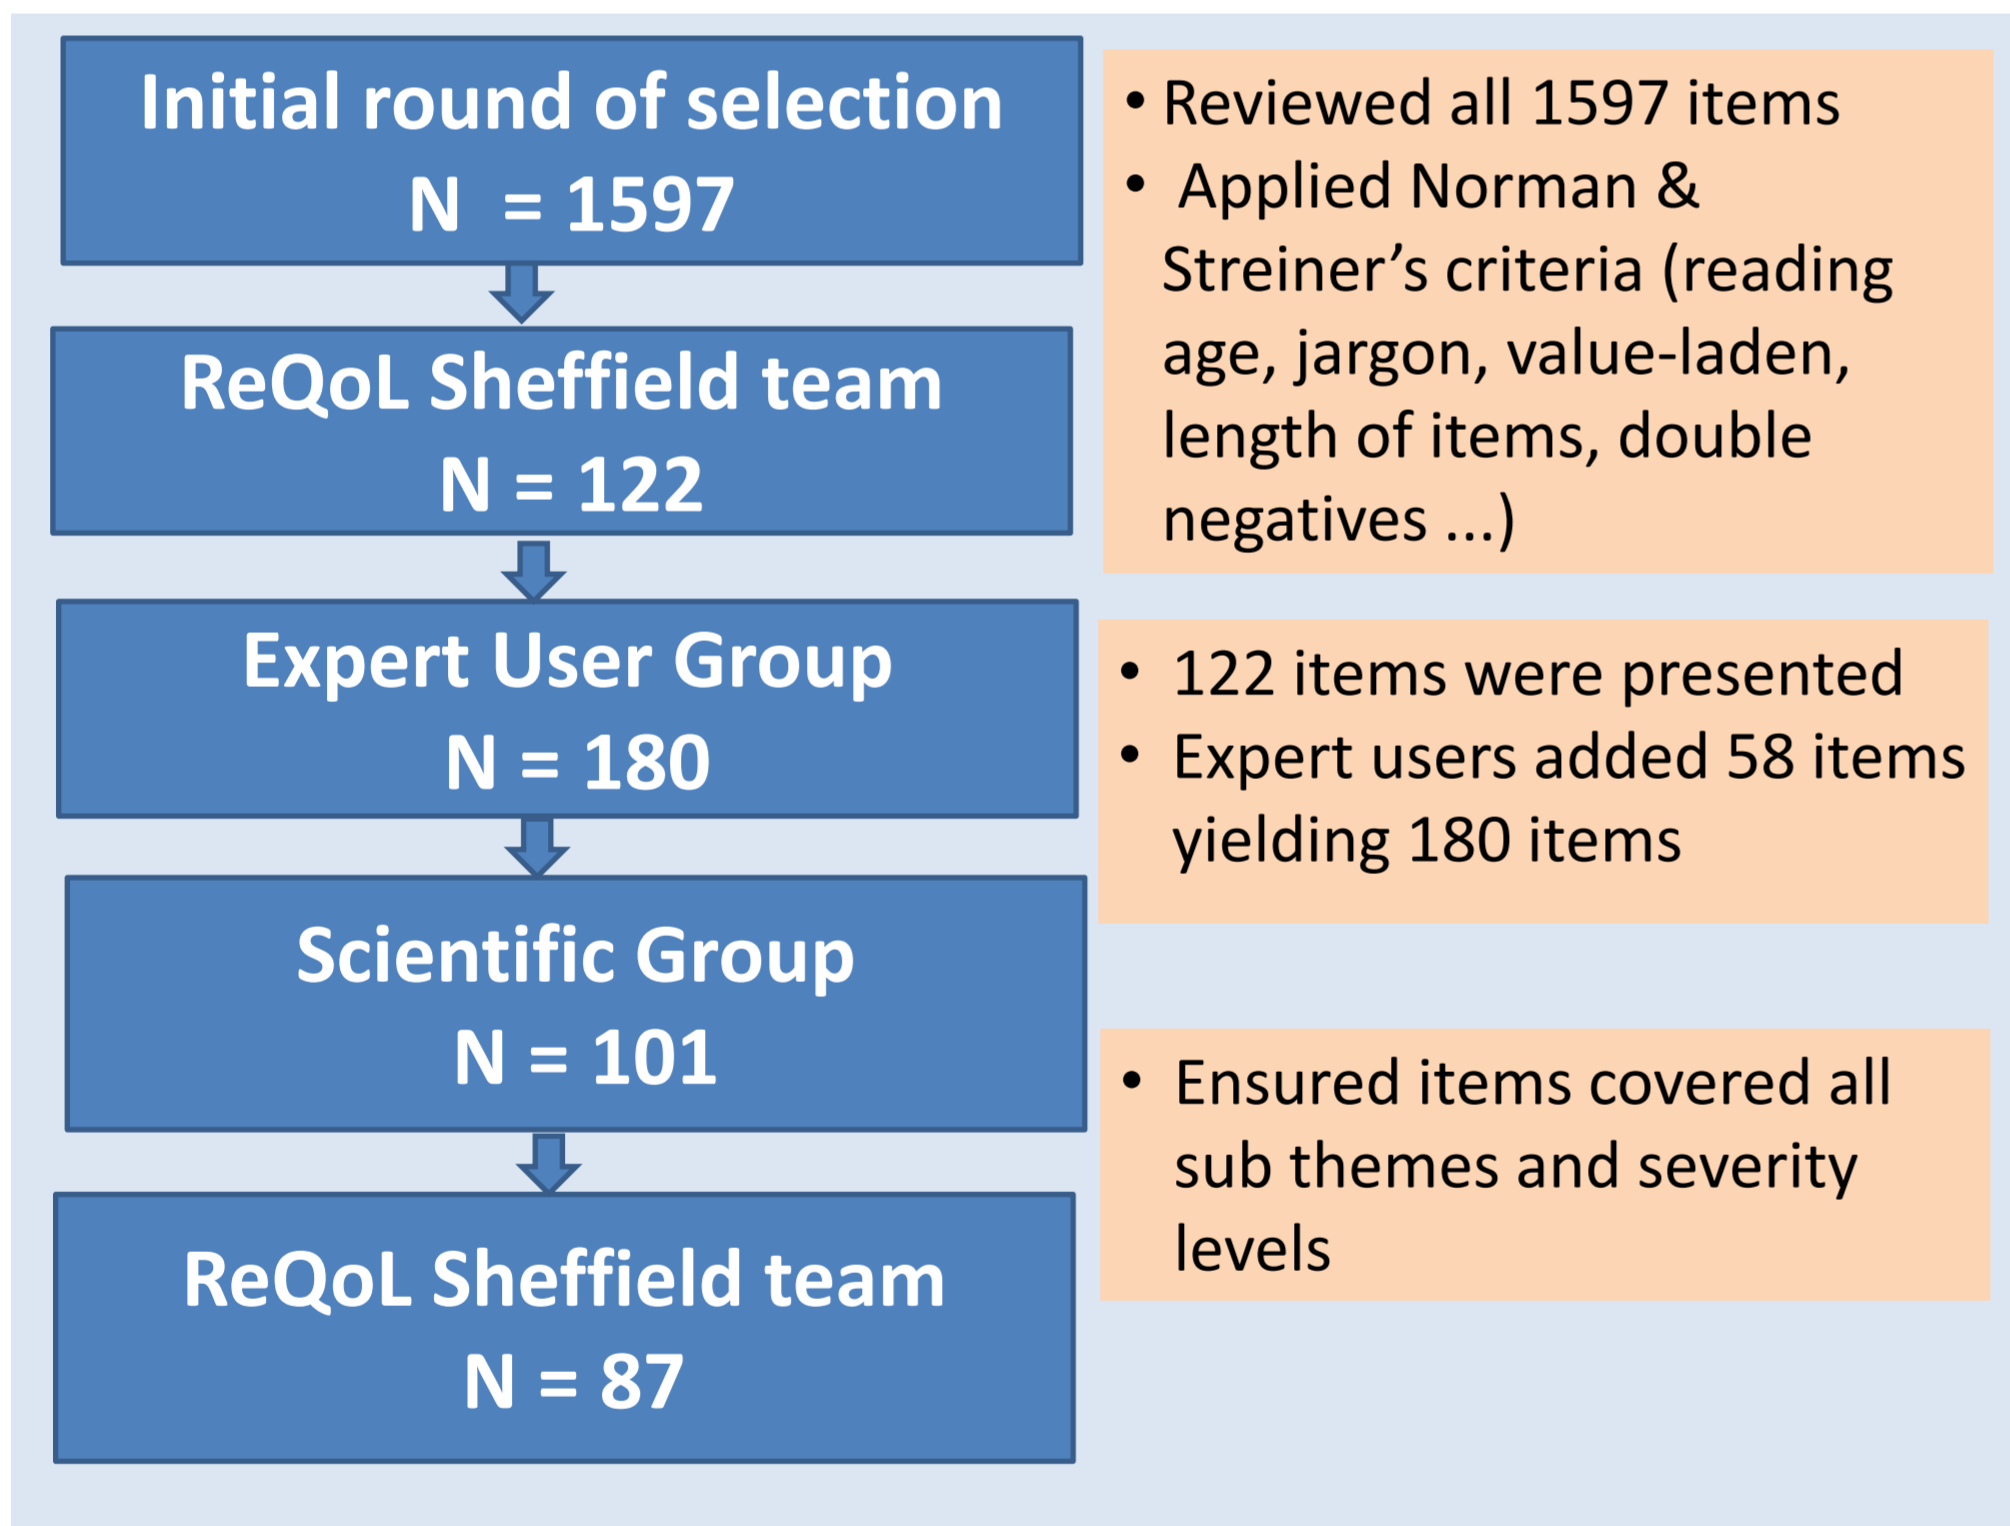 Initial round of selection
N = 1597
• Reviewed all 1597 items
• Applied Norman &
Streiner’s criteria (reading
age, jargon, value-laden,
length of items, double
negatives ...)
ReQoL Sheffield team
N = 122
Expert User Group
N = 180
• 122 items were presented
• Expert users added 58 items
yielding 180 items
Scientific Group
N = 101
• Ensured items covered all
sub themes and severity
levels
ReQoL Sheffield team
N = 87